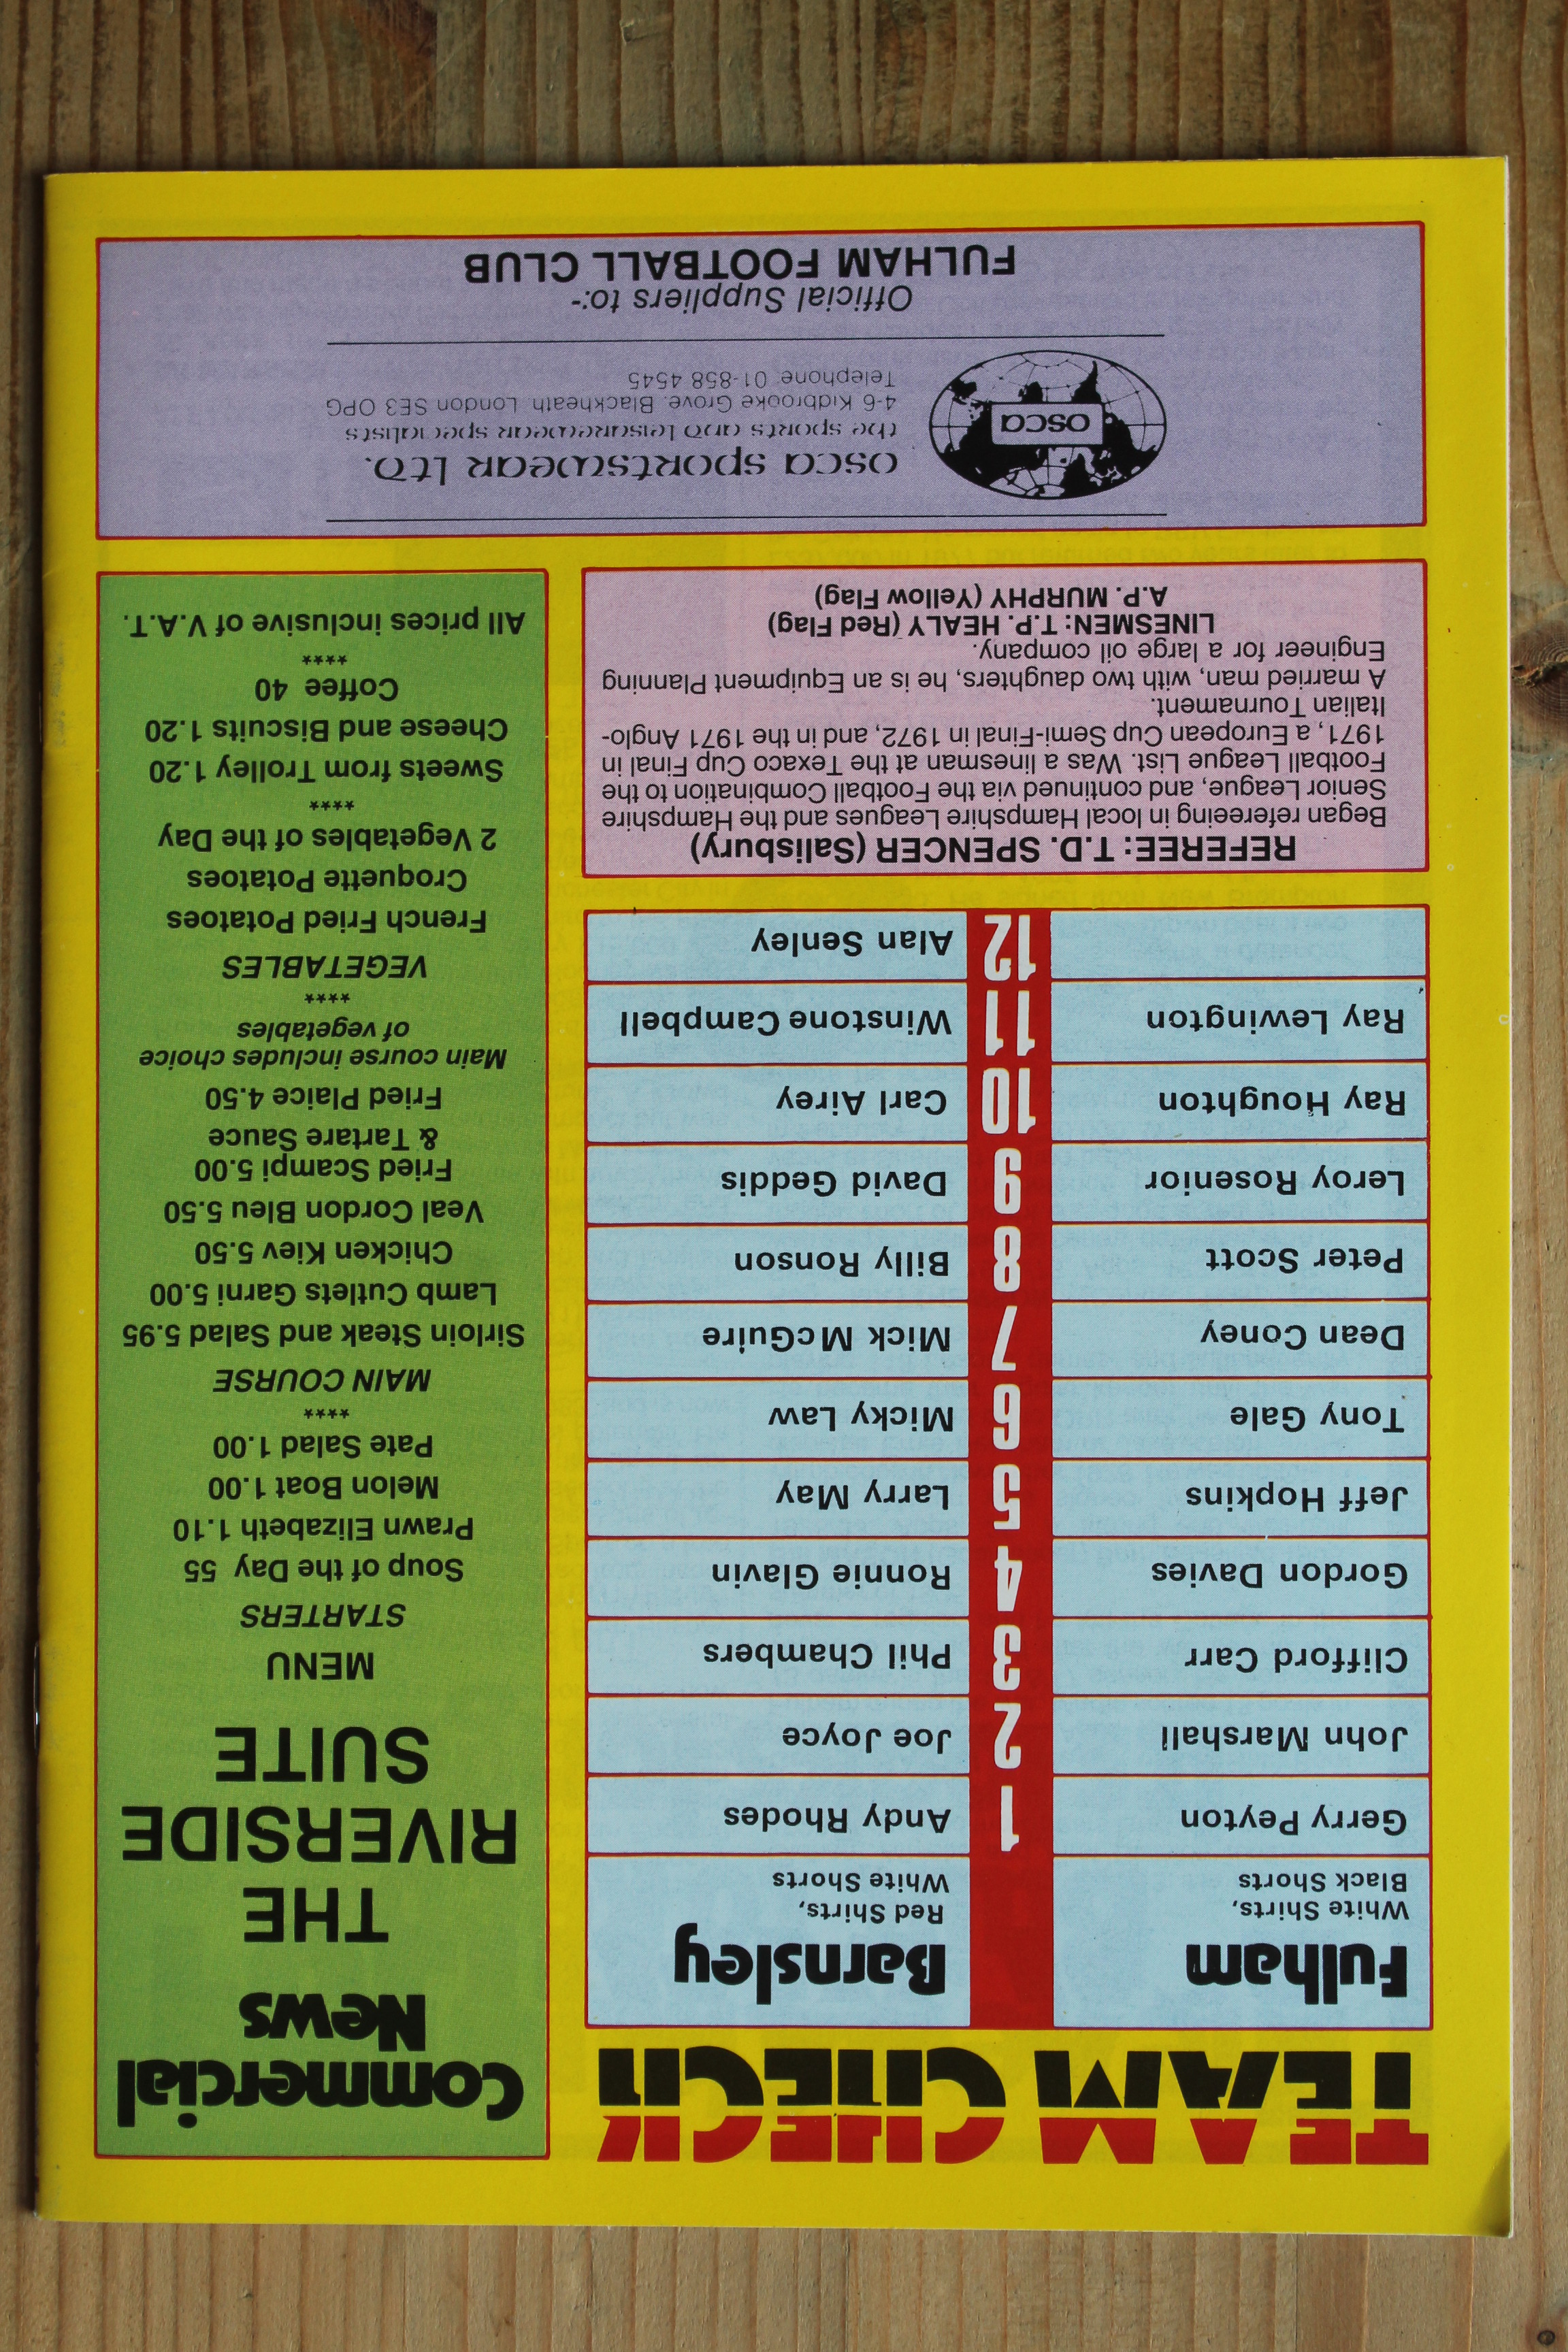 TEAM CHECK
Fulham
White Shirts,
Black Shorts
Barnsley
Red Shirts,
White Shorts
Gerry Peyton 1 Andy Rhodes
John Marshall 2 Joe Joyce
Clifford Carr 3 Phil Chambers
Gordon Davies 4 Ronnie Glavin
Jeff Hopkins 5 Larry May
Tony Gale 6 Micky Law
Dean Coney 7 Mick McGuire
Peter Scott 8 Billy Ronson
Leroy Rosenior 9 David Geddis
Ray Houghton 10 Carl Airey
Ray Lewington 11 Winstone Campbell
12 Alan Senley
REFEREE: T.D. SPENCER (Salisbury)
Began refereeing in local Hampshire Leagues and the Hampshire
Senior League, and continued via the Football Combination to the
Football League List. Was a linesman at the Texaco Cup Final in
1971, a European Cup Semi-Final in 1972, and in the 1971 Anglo-
Italian Tournament.
A married man, with two daughters, he is an Equipment Planning
Engineer for a large oil company.
LINESMEN: T.P. HEALY (Red Flag)
A.P. MURPHY (Yellow Flag)
Commercial
News
THE
RIVERSIDE
SUITE
MENU
STARTERS
Soup of the Day 55
Prawn Elizabeth 1.10
Melon Boat 1.00
Pate Salad 1.00
****
MAIN COURSE
Sirloin Steak and Salad 5.95
Lamb Cutlets Garni 5.00
Chicken Kiev 5.50
Veal Cordon Bleu 5.50
Fried Scampi 5.00
& Tartare Sauce
Fried Plaice 4.50
Main course includes choice
of vegetables
****
VEGETABLES
French Fried Potatoes
Croquette Potatoes
2 Vegetables of the Day
****
Sweets from Trolley 1.20
Cheese and Biscuits 1.20
Coffee 40
****
All prices inclusive of V.A.T.
osca
osca sportswear Ltd.
the sports and leisurewear specialists
4-6 Kidbrooke Grove, Blackheath, London SE3 OPG
Telephone: 01-858 4545
Official Suppliers to:-
FULHAM FOOTBALL CLUB